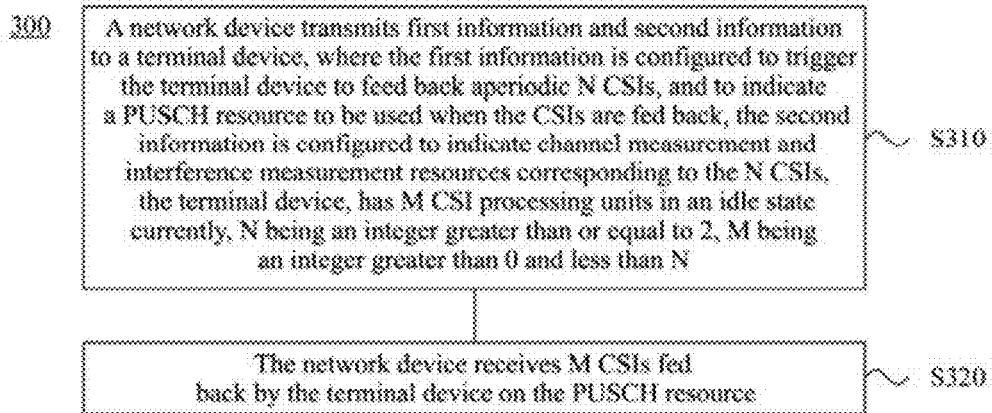 300
A network device transmits first information and second information
to a terminal device, where the first information is configured to trigger
the terminal device to feed back aperiodic N CSIs, and to indicate
a PUSCH resource to be used when the CSIs are fed back, the second
information is configured to indicate channel measurement and
interference measurement resources corresponding to the N CSIs,
the terminal device, has M CSI processing units in an idle state
currently, N being an integer greater than or equal to 2, M being
an integer greater than 0 and less than N
S310
The network device receives M CSIs fed
back by the terminal device on the PUSCH resource
S320